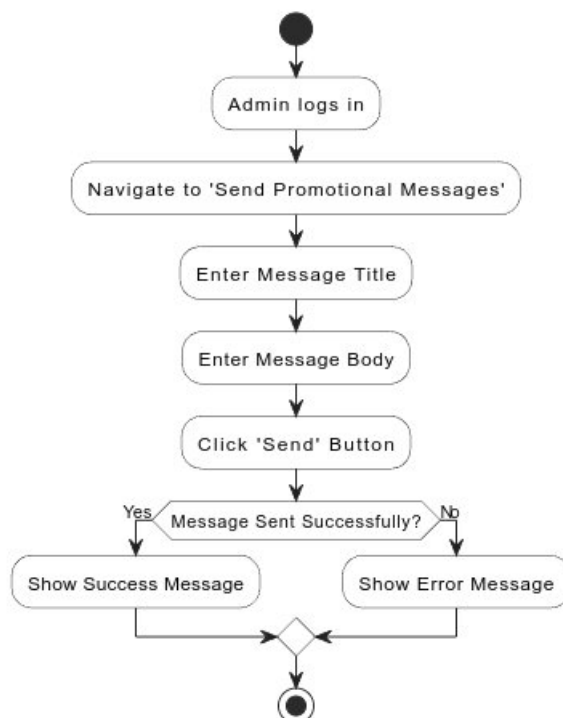 Admin logs in
Navigate to 'Send Promotional Messages'
Enter Message Title
Enter Message Body
Click 'Send' Button
Yes
Message Sent Successfully?
No
Show Success Message
Show Error Message